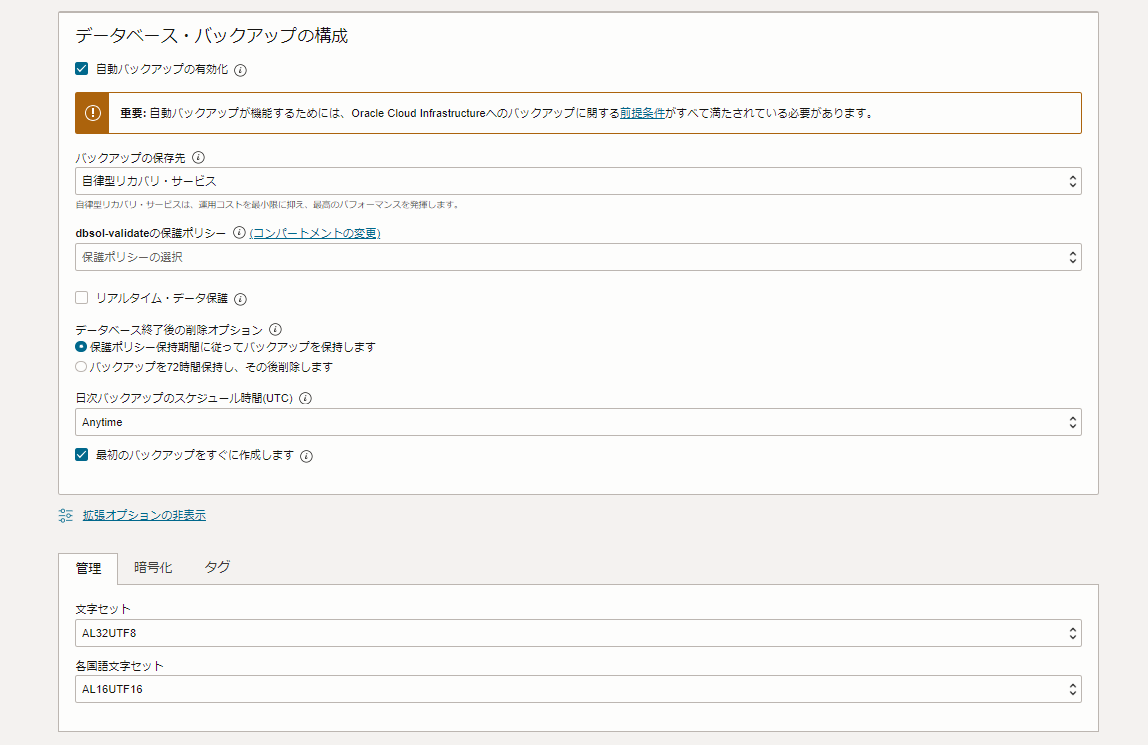 データベース・バックアップの構成
自動バックアップの有効化
重要: 自動バックアップが機能するためには、Oracle Cloud Infrastructureへのバックアップに関する前提条件がすべて満たされている必要があります。
バックアップの保存先
自律型リカバリ・サービス
自律型リカバリ・サービスは、運用コストを最小限に抑え、最高のパフォーマンスを発揮します。
dbsol-validateの保護ポリシー (コンパートメントの変更)
保護ポリシーの選択
リアルタイム・データ保護
データベース終了後の削除オプション
保護ポリシー保持期間に従ってバックアップを保持します
バックアップを72時間保持し、その後削除します
日次バックアップのスケジュール時間(UTC)
Anytime
最初のバックアップをすぐに作成します
拡張オプションの非表示
管理 暗号化 タグ
文字セット
AL32UTF8
各国語文字セット
AL16UTF16